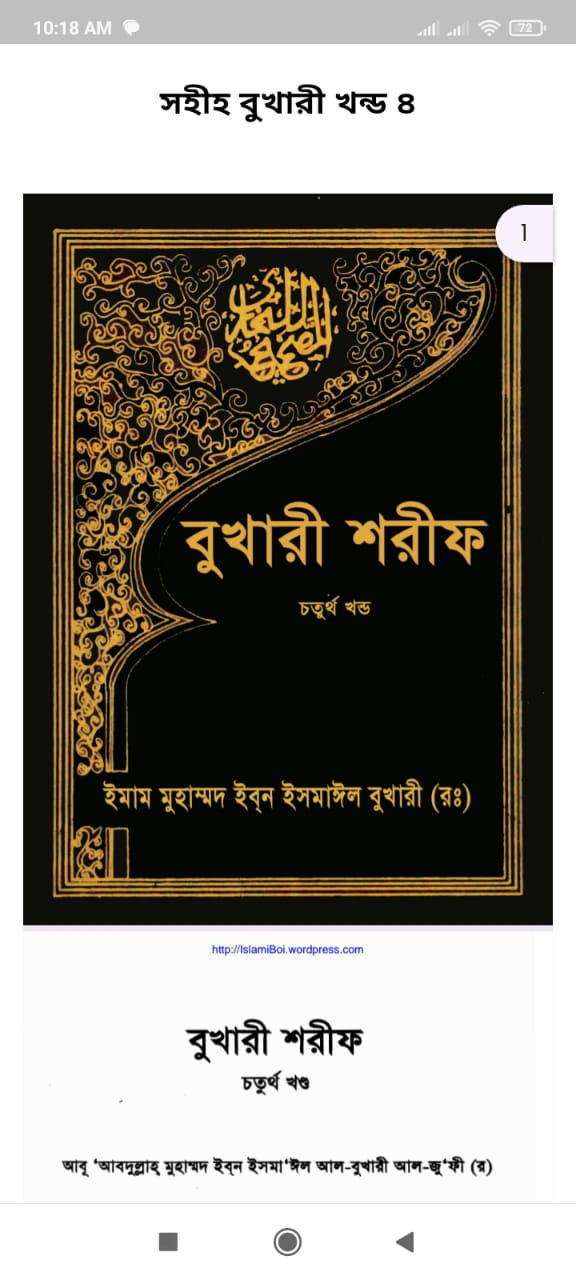 10:18 AM
72
সহীহ বুখারী খন্ড ৪
1
বুখারী শরীফ
চতুর্থ খন্ড
ইমাম মুহাম্মদ ইব্‌ন ইসমাঈল বুখারী (রঃ)
http://IslamiBoi.wordpress.com
বুখারী শরীফ
চতুর্থ খণ্ড
আবূ ‘আবদুল্লাহ্ মুহাম্মদ ইব্‌ন ইসমা‘ঈল আল-বুখারী আল-জু‘ফী (র)